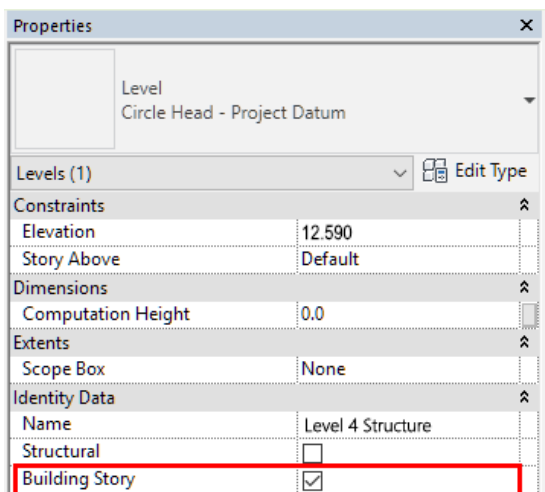 Properties
Level
Circle Head - Project Datum
Levels (1) Edit Type
Constraints
Elevation 12.590
Story Above Default
Dimensions
Computation Height 0.0
Extents
Scope Box None
Identity Data
Name Level 4 Structure
Structural
Building Story